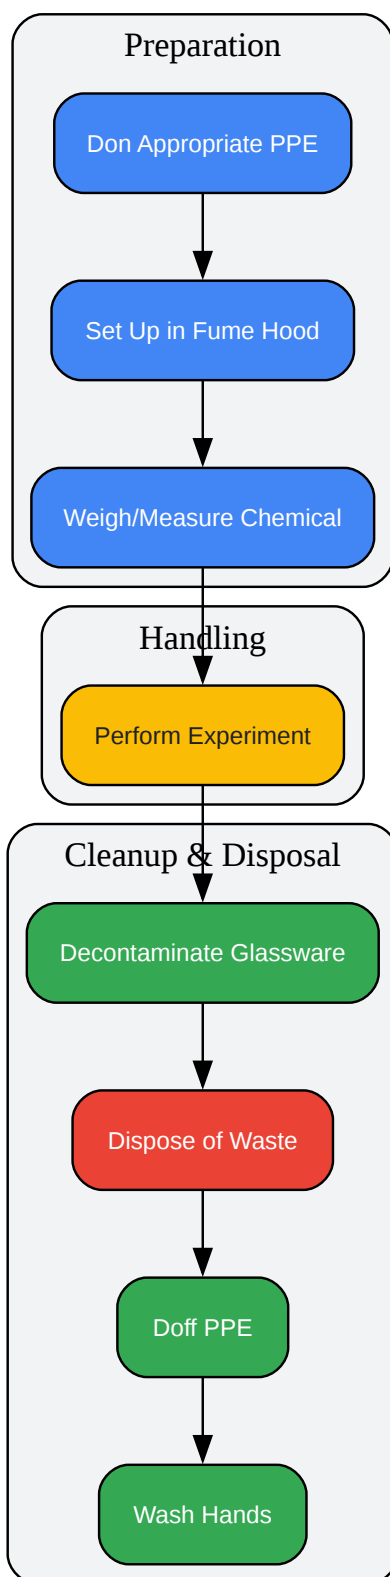 Preparation
Don Appropriate PPE
Set Up in Fume Hood
Weigh/Measure Chemical
Handling
Perform Experiment
Cleanup & Disposal
Decontaminate Glassware
Dispose of Waste
Doff PPE
Wash Hands